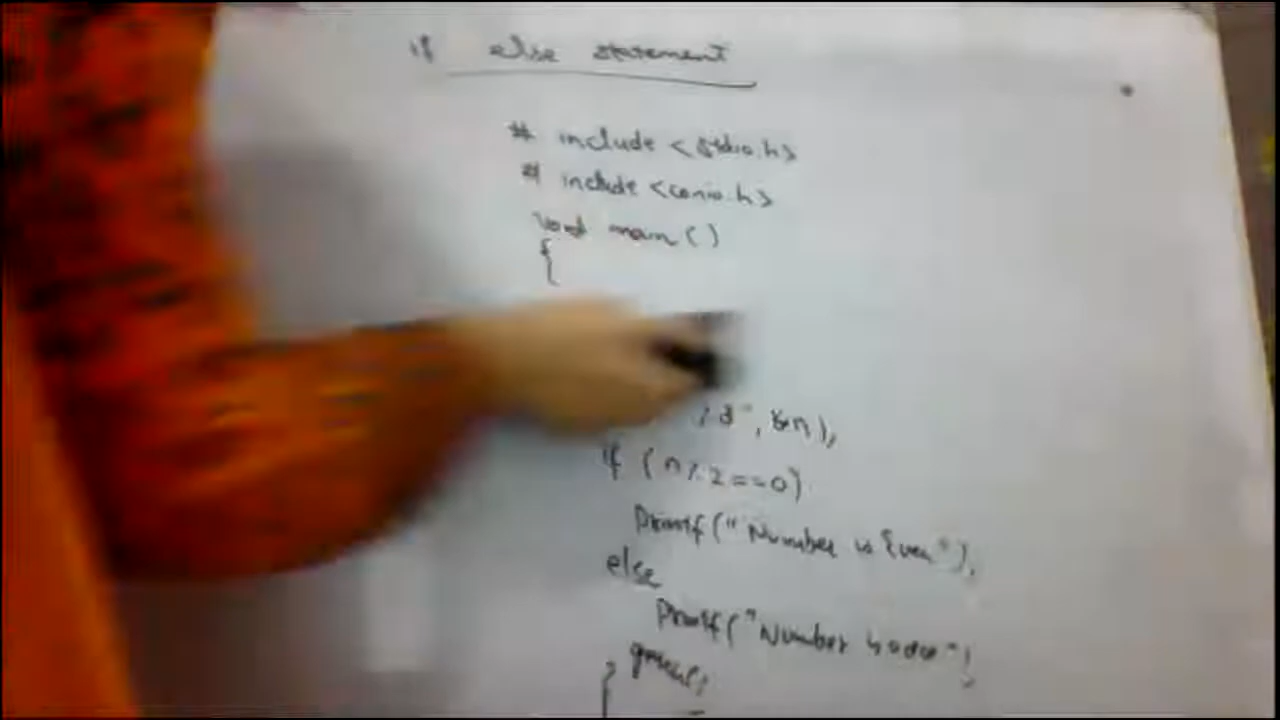 if else statement
# include <stdio.h>
# include <conio.h>
void main ( )
{
%d", &n);
if ( n % 2 == 0)
Printf (" Number is Even");
else
Printf ("Number is odd");
}